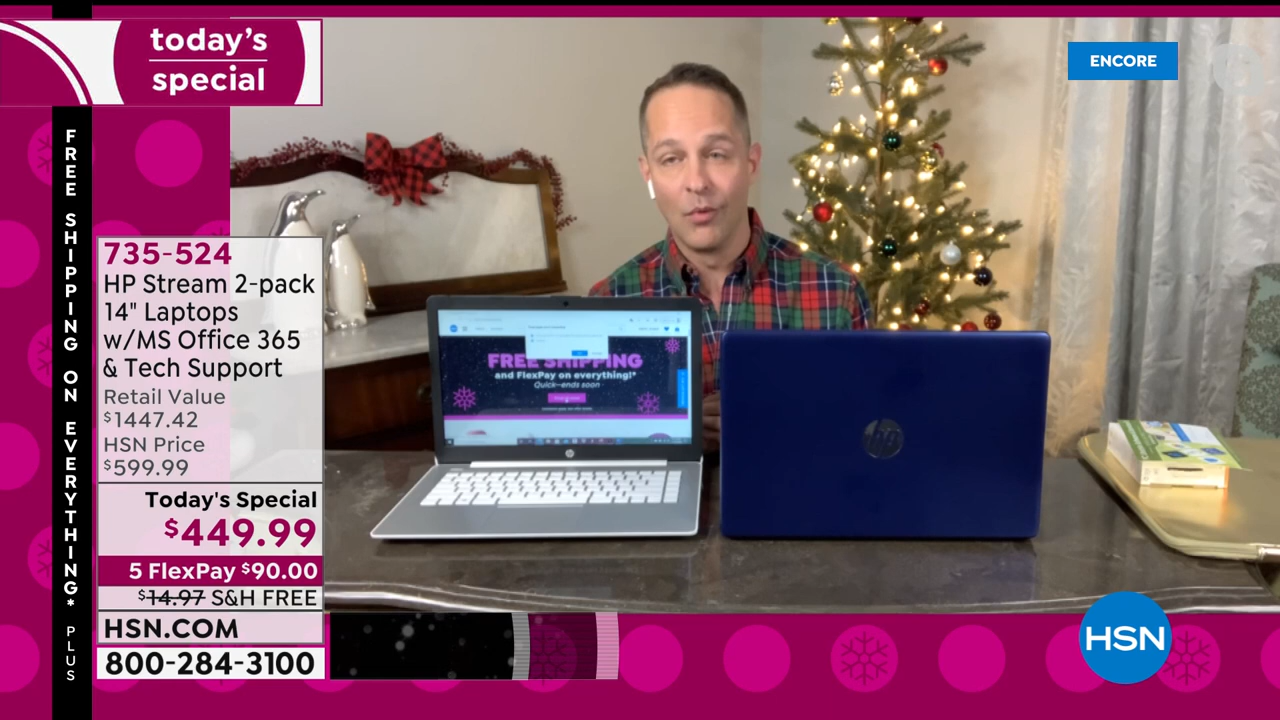 today's
special
ENCORE
FREE SHIPPING ON EVERYTHING* PLUS
735-524
HP Stream 2-pack
14" Laptops
w/MS Office 365
& Tech Support
Retail Value
$1447.42
HSN Price
$599.99
Today's Special
$449.99
5 FlexPay $90.00
$14.97 S&H FREE
HSN.COM
800-284-3100
FREE SHIPPING
and FlexPay on everything!*
Quick-ends soon
hp
hp
HSN